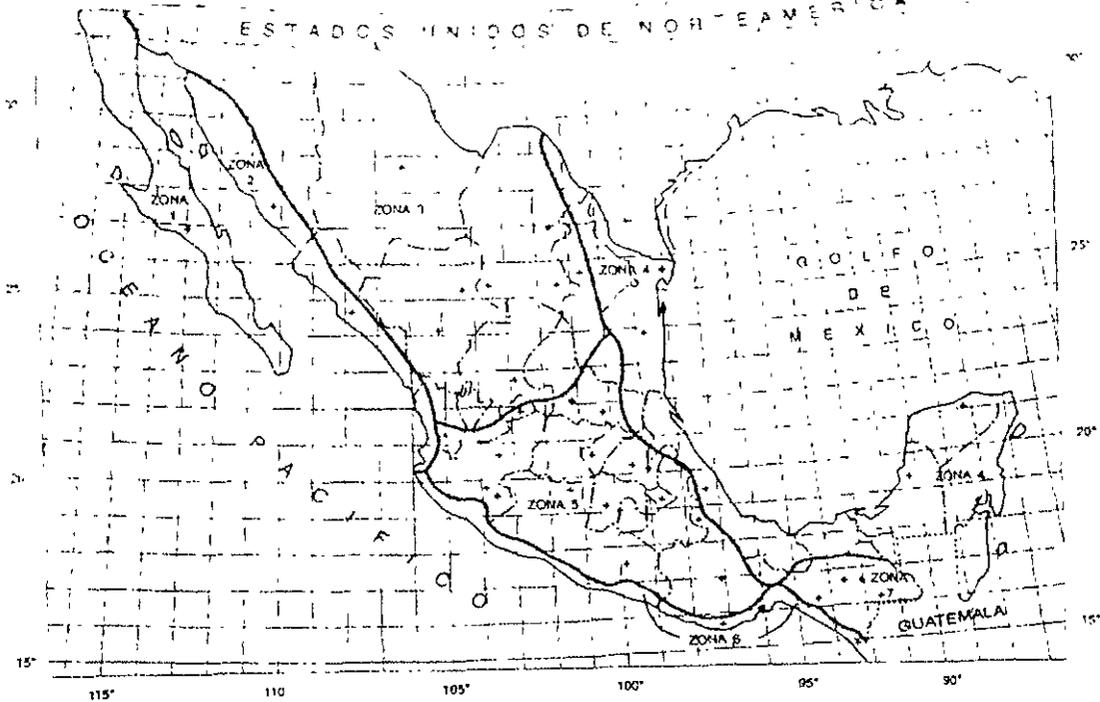 ESTADOS UNIDOS DE NORTEAMERICA
ZONA 2
ZONA 1
ZONA 3
ZONA 4
GOLFO
DE
MEXICO
OCEANO PACIFICO
25°
20°
ZONA 4
ZONA 5
ZONA 7
GUATEMALA
ZONA 6
15°
15°
115°
110
105°
100°
95°
90°